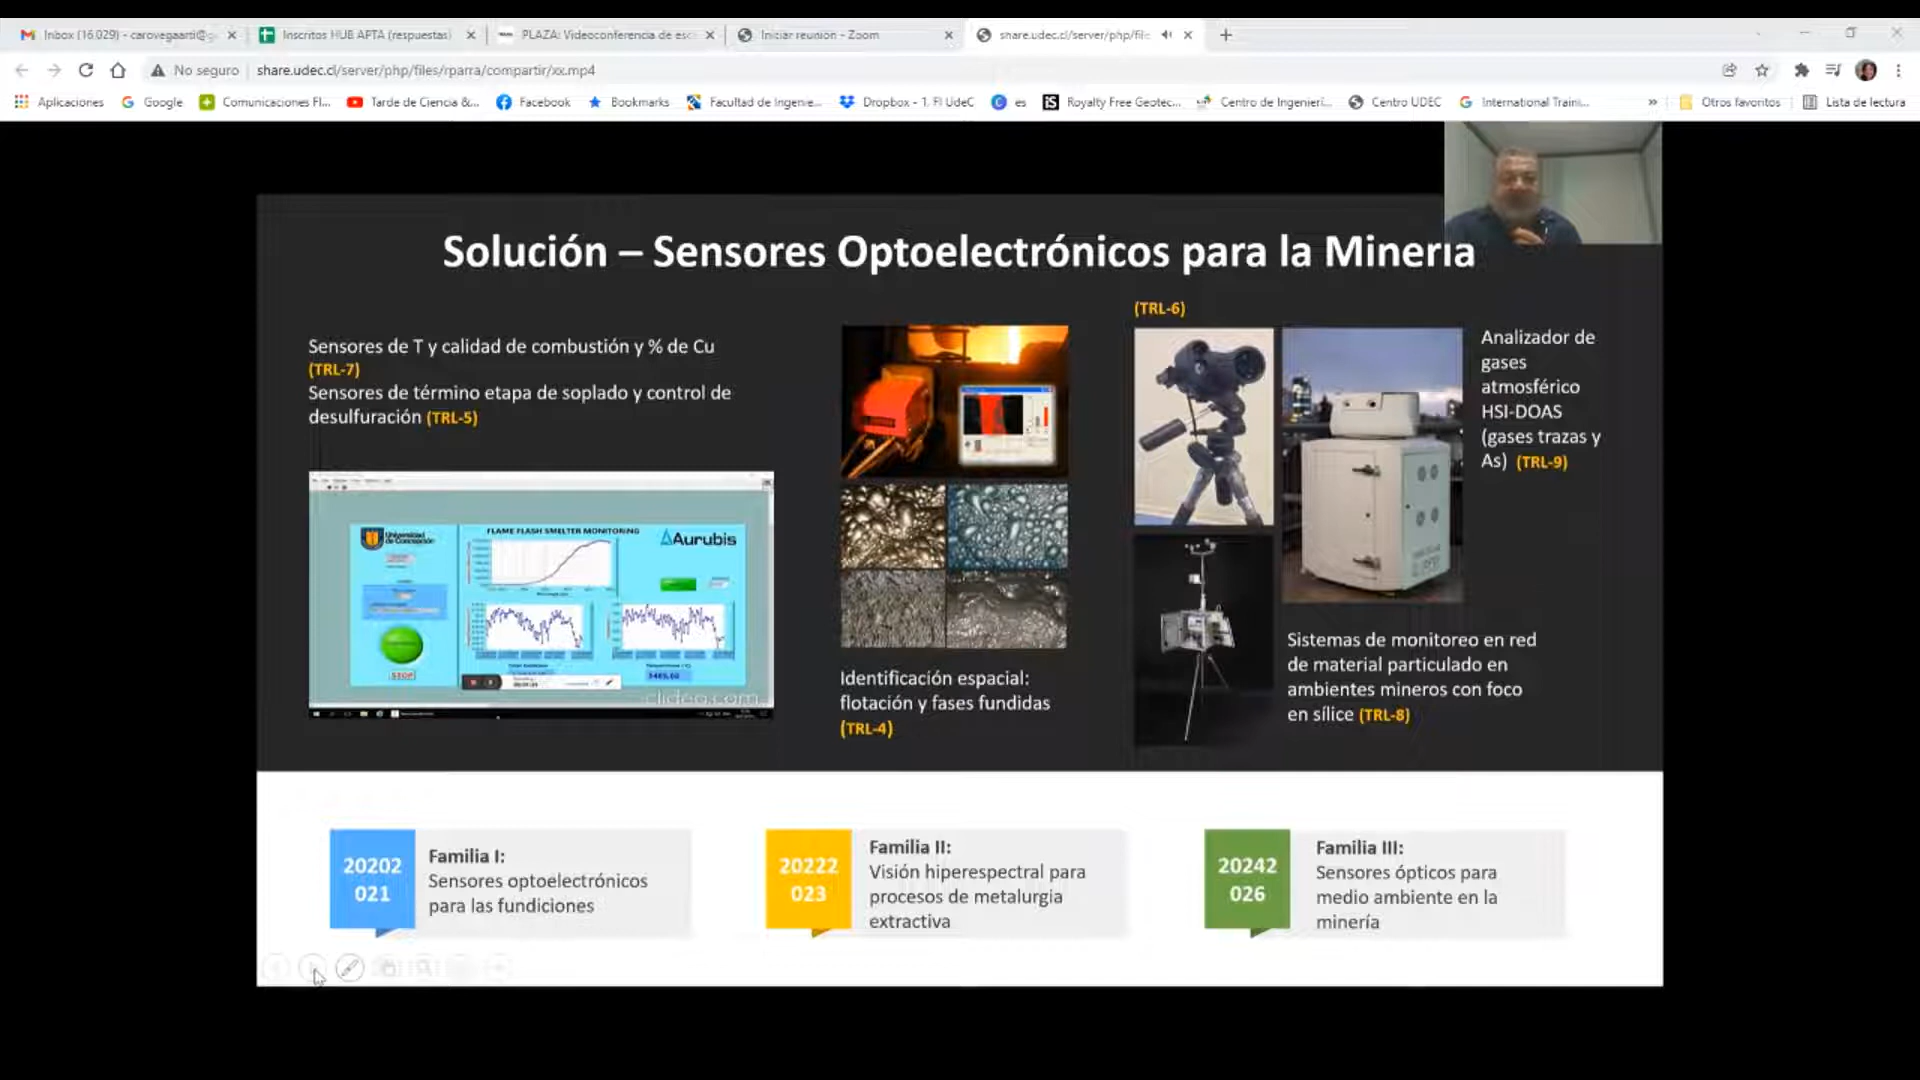 Inbox (16.029) - carovegaarti@g
Inscritos HUB APTA (respuestas)
PLAZA: Videoconferencia de esc
Iniciar reunión - Zoom
share.udec.cl/server/php/file
No seguro
share.udec.cl/server/php/files/rparra/compartir/xx.mp4
Aplicaciones
Google
Comunicaciones FI...
Tarde de Ciencia &...
Facebook
Bookmarks
Facultad de Ingenie...
Dropbox - 1. FI UdeC
es
Royalty Free Geotec...
Centro de Ingenierí...
Centro UDEC
International Traini...
»
Otros favoritos
Lista de lectura
Solución – Sensores Optoelectrónicos para la Minería
Sensores de T y calidad de combustión y % de Cu
(TRL-7)
Sensores de término etapa de soplado y control de
desulfuración (TRL-5)
Universidad
de Concepción
FLAME FLASH SMELTER MONITORING
Aurubis
STOP
clideo.com
Identificación espacial:
flotación y fases fundidas
(TRL-4)
(TRL-6)
Analizador de
gases
atmosférico
HSI-DOAS
(gases trazas y
As) (TRL-9)
Sistemas de monitoreo en red
de material particulado en
ambientes mineros con foco
en sílice (TRL-8)
20202
021
Familia I:
Sensores optoelectrónicos
para las fundiciones
20222
023
Familia II:
Visión hiperespectral para
procesos de metalurgia
extractiva
20242
026
Familia III:
Sensores ópticos para
medio ambiente en la
minería